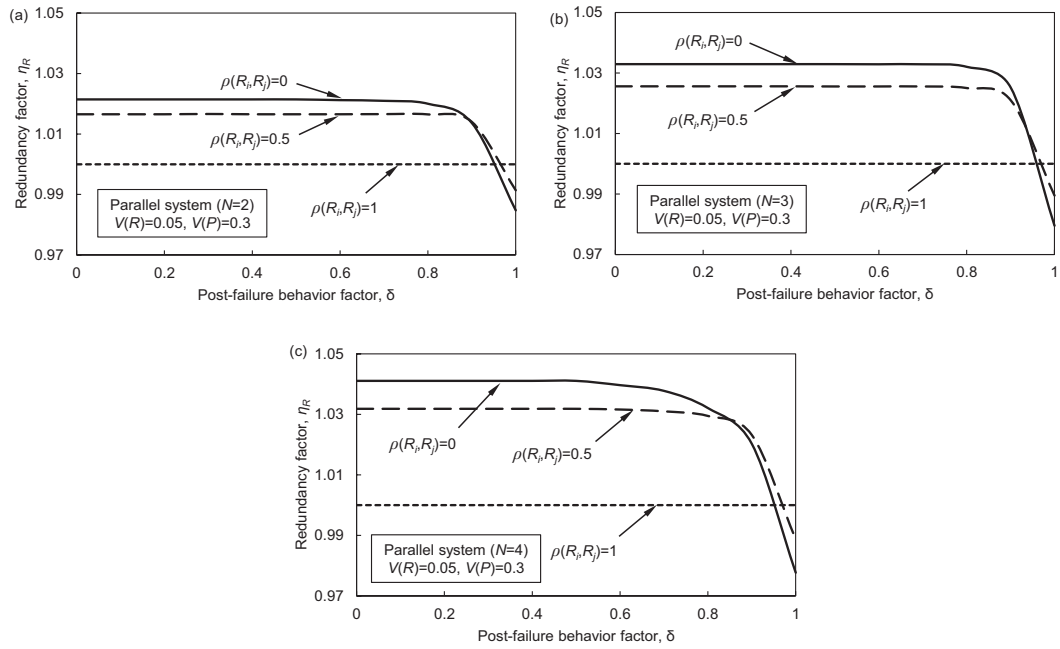 (a)
1.05
1.03
1.01
0.99
0.97
Redundancy factor, ηR
ρ(Ri,Rj)=0
ρ(Ri,Rj)=0.5
ρ(Ri,Rj)=1
Parallel system (N=2)
V(R)=0.05, V(P)=0.3
0 0.2 0.4 0.6 0.8 1
Post-failure behavior factor, δ
(b)
1.05
1.03
1.01
0.99
0.97
Redundancy factor, ηR
ρ(Ri,Rj)=0
ρ(Ri,Rj)=0.5
ρ(Ri,Rj)=1
Parallel system (N=3)
V(R)=0.05, V(P)=0.3
0 0.2 0.4 0.6 0.8 1
Post-failure behavior factor, δ
(c)
1.05
1.03
1.01
0.99
0.97
Redundancy factor, ηR
ρ(Ri,Rj)=0
ρ(Ri,Rj)=0.5
ρ(Ri,Rj)=1
Parallel system (N=4)
V(R)=0.05, V(P)=0.3
0 0.2 0.4 0.6 0.8 1
Post-failure behavior factor, δ